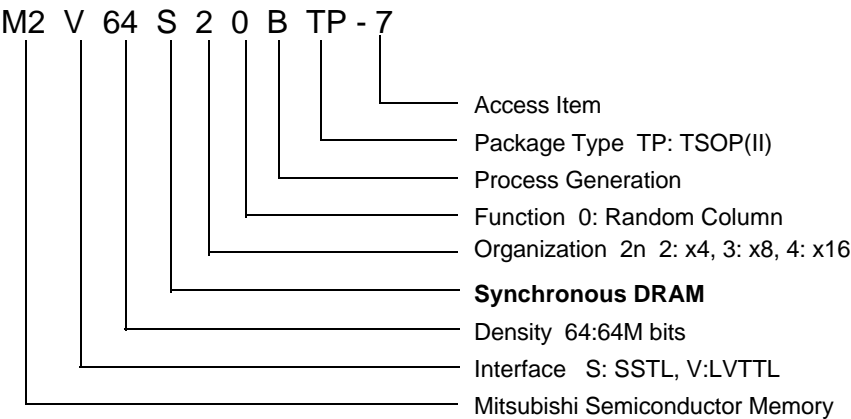 M2 V 64 S 2 0 B TP - 7
Access Item
Package Type TP: TSOP(II)
Process Generation
Function 0: Random Column
Organization 2n 2: x4, 3: x8, 4: x16
Synchronous DRAM
Density 64:64M bits
Interface S: SSTL, V:LVTTL
Mitsubishi Semiconductor Memory